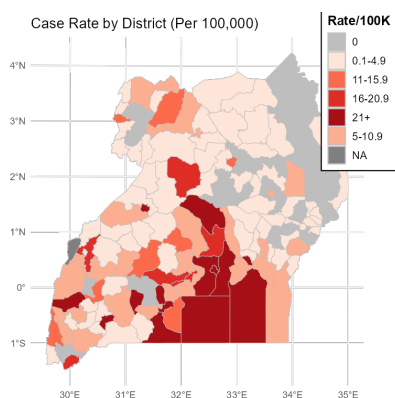 Case Rate by District (Per 100,000)
Rate/100K
0
0.1-4.9
11-15.9
16-20.9
21+
5-10.9
NA
4°N
3°N
2°N
1°N
0°
1°S
30°E 31°E 32°E 33°E 34°E 35°E